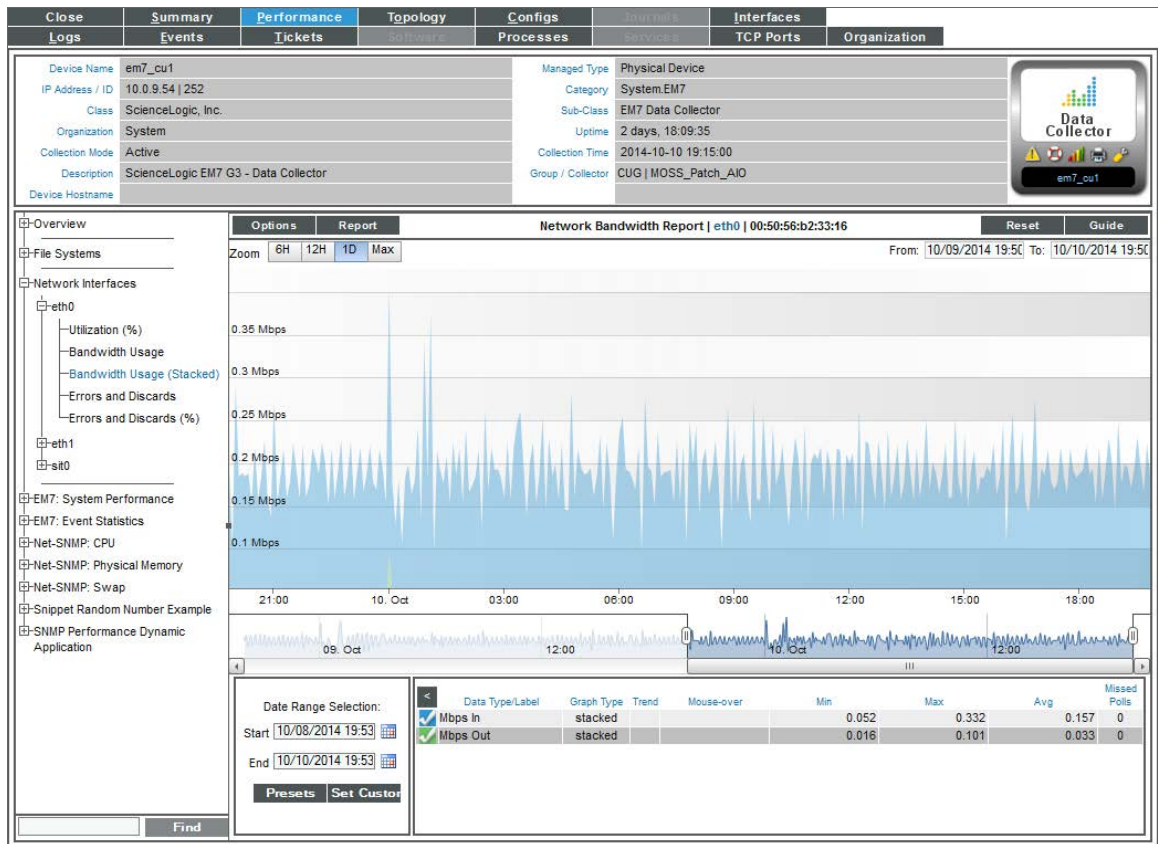 Close Summary Performance Topology Configs Journals Interfaces
Logs Events Tickets Software Processes Services TCP Ports Organization
Device Name em7_cu1 Managed Type Physical Device
IP Address / ID 10.0.9.54 | 252 Category System.EM7
Class ScienceLogic, Inc. Sub-Class EM7 Data Collector
Organization System Uptime 2 days, 18:09:35
Collection Mode Active Collection Time 2014-10-10 19:15:00
Description ScienceLogic EM7 G3 - Data Collector Group / Collector CUG | MOSS_Patch_AIO
Device Hostname
Data
Collector
em7_cu1
Overview
File Systems
Network Interfaces
eth0
Utilization (%)
Bandwidth Usage
Bandwidth Usage (Stacked)
Errors and Discards
Errors and Discards (%)
eth1
sit0
EM7: System Performance
EM7: Event Statistics
Net-SNMP: CPU
Net-SNMP: Physical Memory
Net-SNMP: Swap
Snippet Random Number Example
SNMP Performance Dynamic
Application
Find
Options Report Network Bandwidth Report | eth0 | 00:50:56:b2:33:16 Reset Guide
Zoom 6H 12H 1D Max From: 10/09/2014 19:50 To: 10/10/2014 19:50
0.35 Mbps
0.3 Mbps
0.25 Mbps
0.2 Mbps
0.15 Mbps
0.1 Mbps
21:00 10. Oct 03:00 06:00 09:00 12:00 15:00 18:00
09. Oct 12:00 10. Oct 12:00
Date Range Selection:
Start 10/08/2014 19:53
End 10/10/2014 19:53
Presets Set Custor
< Data Type/Label Graph Type Trend Mouse-over Min Max Avg Missed Polls
Mbps In stacked 0.052 0.332 0.157 0
Mbps Out stacked 0.016 0.101 0.033 0